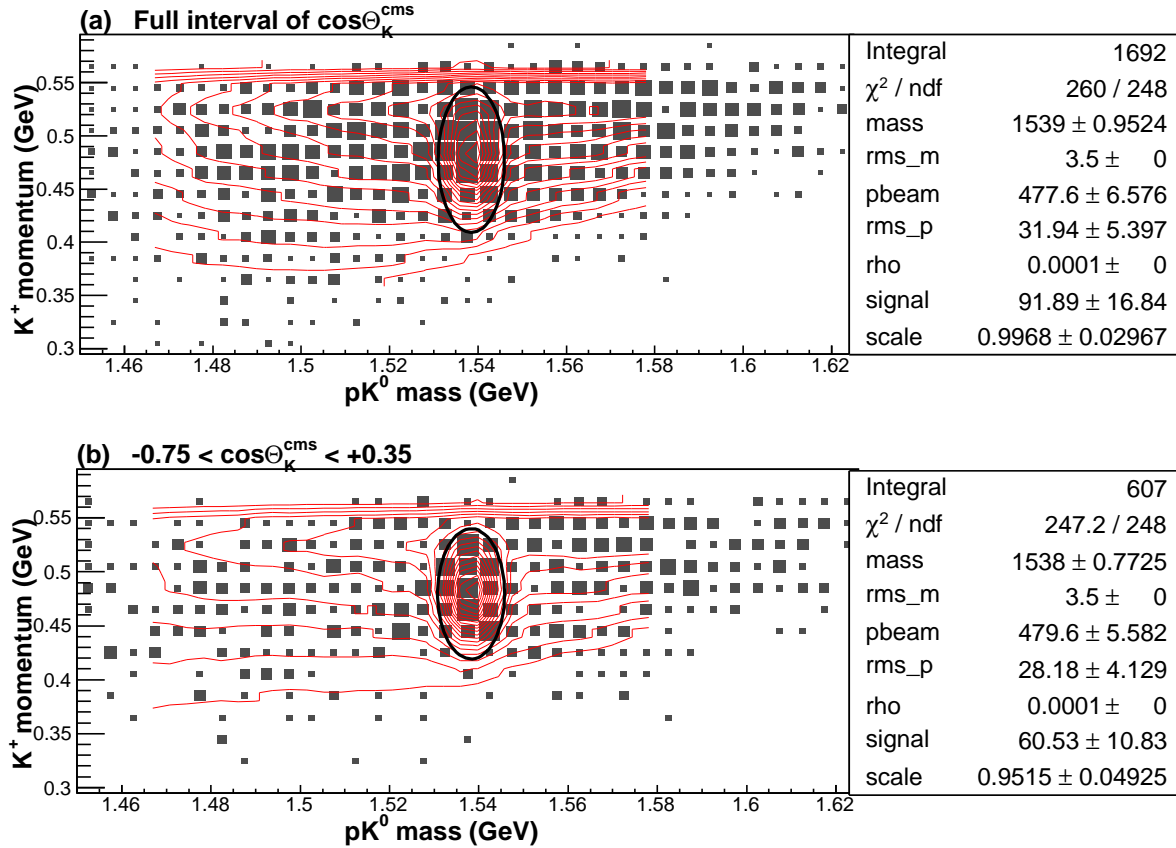 (a) Full interval of cosΘ_K^cms
K⁺ momentum (GeV)
0.55
0.5
0.45
0.4
0.35
0.3
1.46 1.48 1.5 1.52 1.54 1.56 1.58 1.6 1.62
pK⁰ mass (GeV)
Integral 1692
χ² / ndf 260 / 248
mass 1539 ± 0.9524
rms_m 3.5 ± 0
pbeam 477.6 ± 6.576
rms_p 31.94 ± 5.397
rho 0.0001 ± 0
signal 91.89 ± 16.84
scale 0.9968 ± 0.02967
(b) -0.75 < cosΘ_K^cms < +0.35
K⁺ momentum (GeV)
0.55
0.5
0.45
0.4
0.35
0.3
1.46 1.48 1.5 1.52 1.54 1.56 1.58 1.6 1.62
pK⁰ mass (GeV)
Integral 607
χ² / ndf 247.2 / 248
mass 1538 ± 0.7725
rms_m 3.5 ± 0
pbeam 479.6 ± 5.582
rms_p 28.18 ± 4.129
rho 0.0001 ± 0
signal 60.53 ± 10.83
scale 0.9515 ± 0.04925